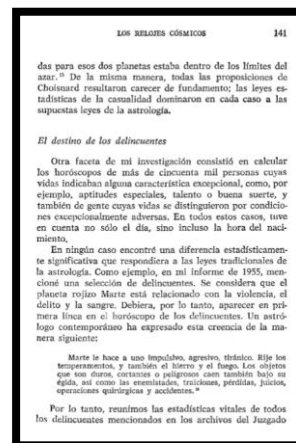 LOS RELOJES CÓSMICOS 141
das para esos dos planetas estaba dentro de los límites del
azar.¹⁵ De la misma manera, todas las proposiciones de
Choisnard resultaron carecer de fundamento; las leyes es-
tadísticas de la casualidad dominaron en cada caso a las
supuestas leyes de la astrología.
El destino de los delincuentes
Otra faceta de mi investigación consistió en calcular
los horóscopos de más de cincuenta mil personas cuyas
vidas indicaban alguna característica excepcional, como, por
ejemplo, aptitudes especiales, talento o buena suerte, y
también de gente cuyas vidas se distinguieron por condicio-
nes excepcionalmente adversas. En todos estos casos, tuve
en cuenta no sólo el día, sino incluso la hora del naci-
miento,
En ningún caso encontré una diferencia estadísticamen-
te significativa que respondiera a las leyes tradicionales de
la astrología. Como ejemplo, en mi informe de 1955, men-
cioné una selección de delincuentes. Se considera que el
planeta rojizo Marte está relacionado con la violencia, el
delito y la sangre. Debiera, por lo tanto, aparecer en pri-
mera línea en el horóscopo de los delincuentes. Un astró-
logo contemporáneo ha expresado esta creencia de la ma-
nera siguiente:
Marte le hace a uno impulsivo, agresivo, tiránico. Rije los
temperamentos, y también el hierro y el fuego. Los objetos
que son duros, cortantes o peligrosos caen también bajo su
égida, así como las enemistades, traiciones, pérdidas, juicios,
operaciones quirúrgicas y accidentes.¹⁶
Por lo tanto, reunimos las estadísticas vitales de todos
los delincuentes mencionados en los archivos del Juzgado